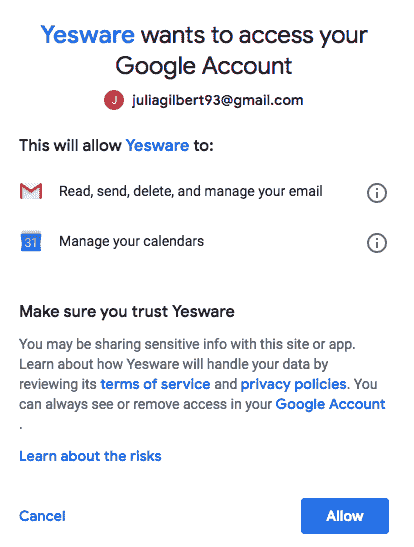 Yesware wants to access your
Google Account
J juliagilbert93@gmail.com
This will allow Yesware to:
Read, send, delete, and manage your email
31 Manage your calendars
Make sure you trust Yesware
You may be sharing sensitive info with this site or app.
Learn about how Yesware will handle your data by
reviewing its terms of service and privacy policies. You
can always see or remove access in your Google Account
.
Learn about the risks
Cancel Allow